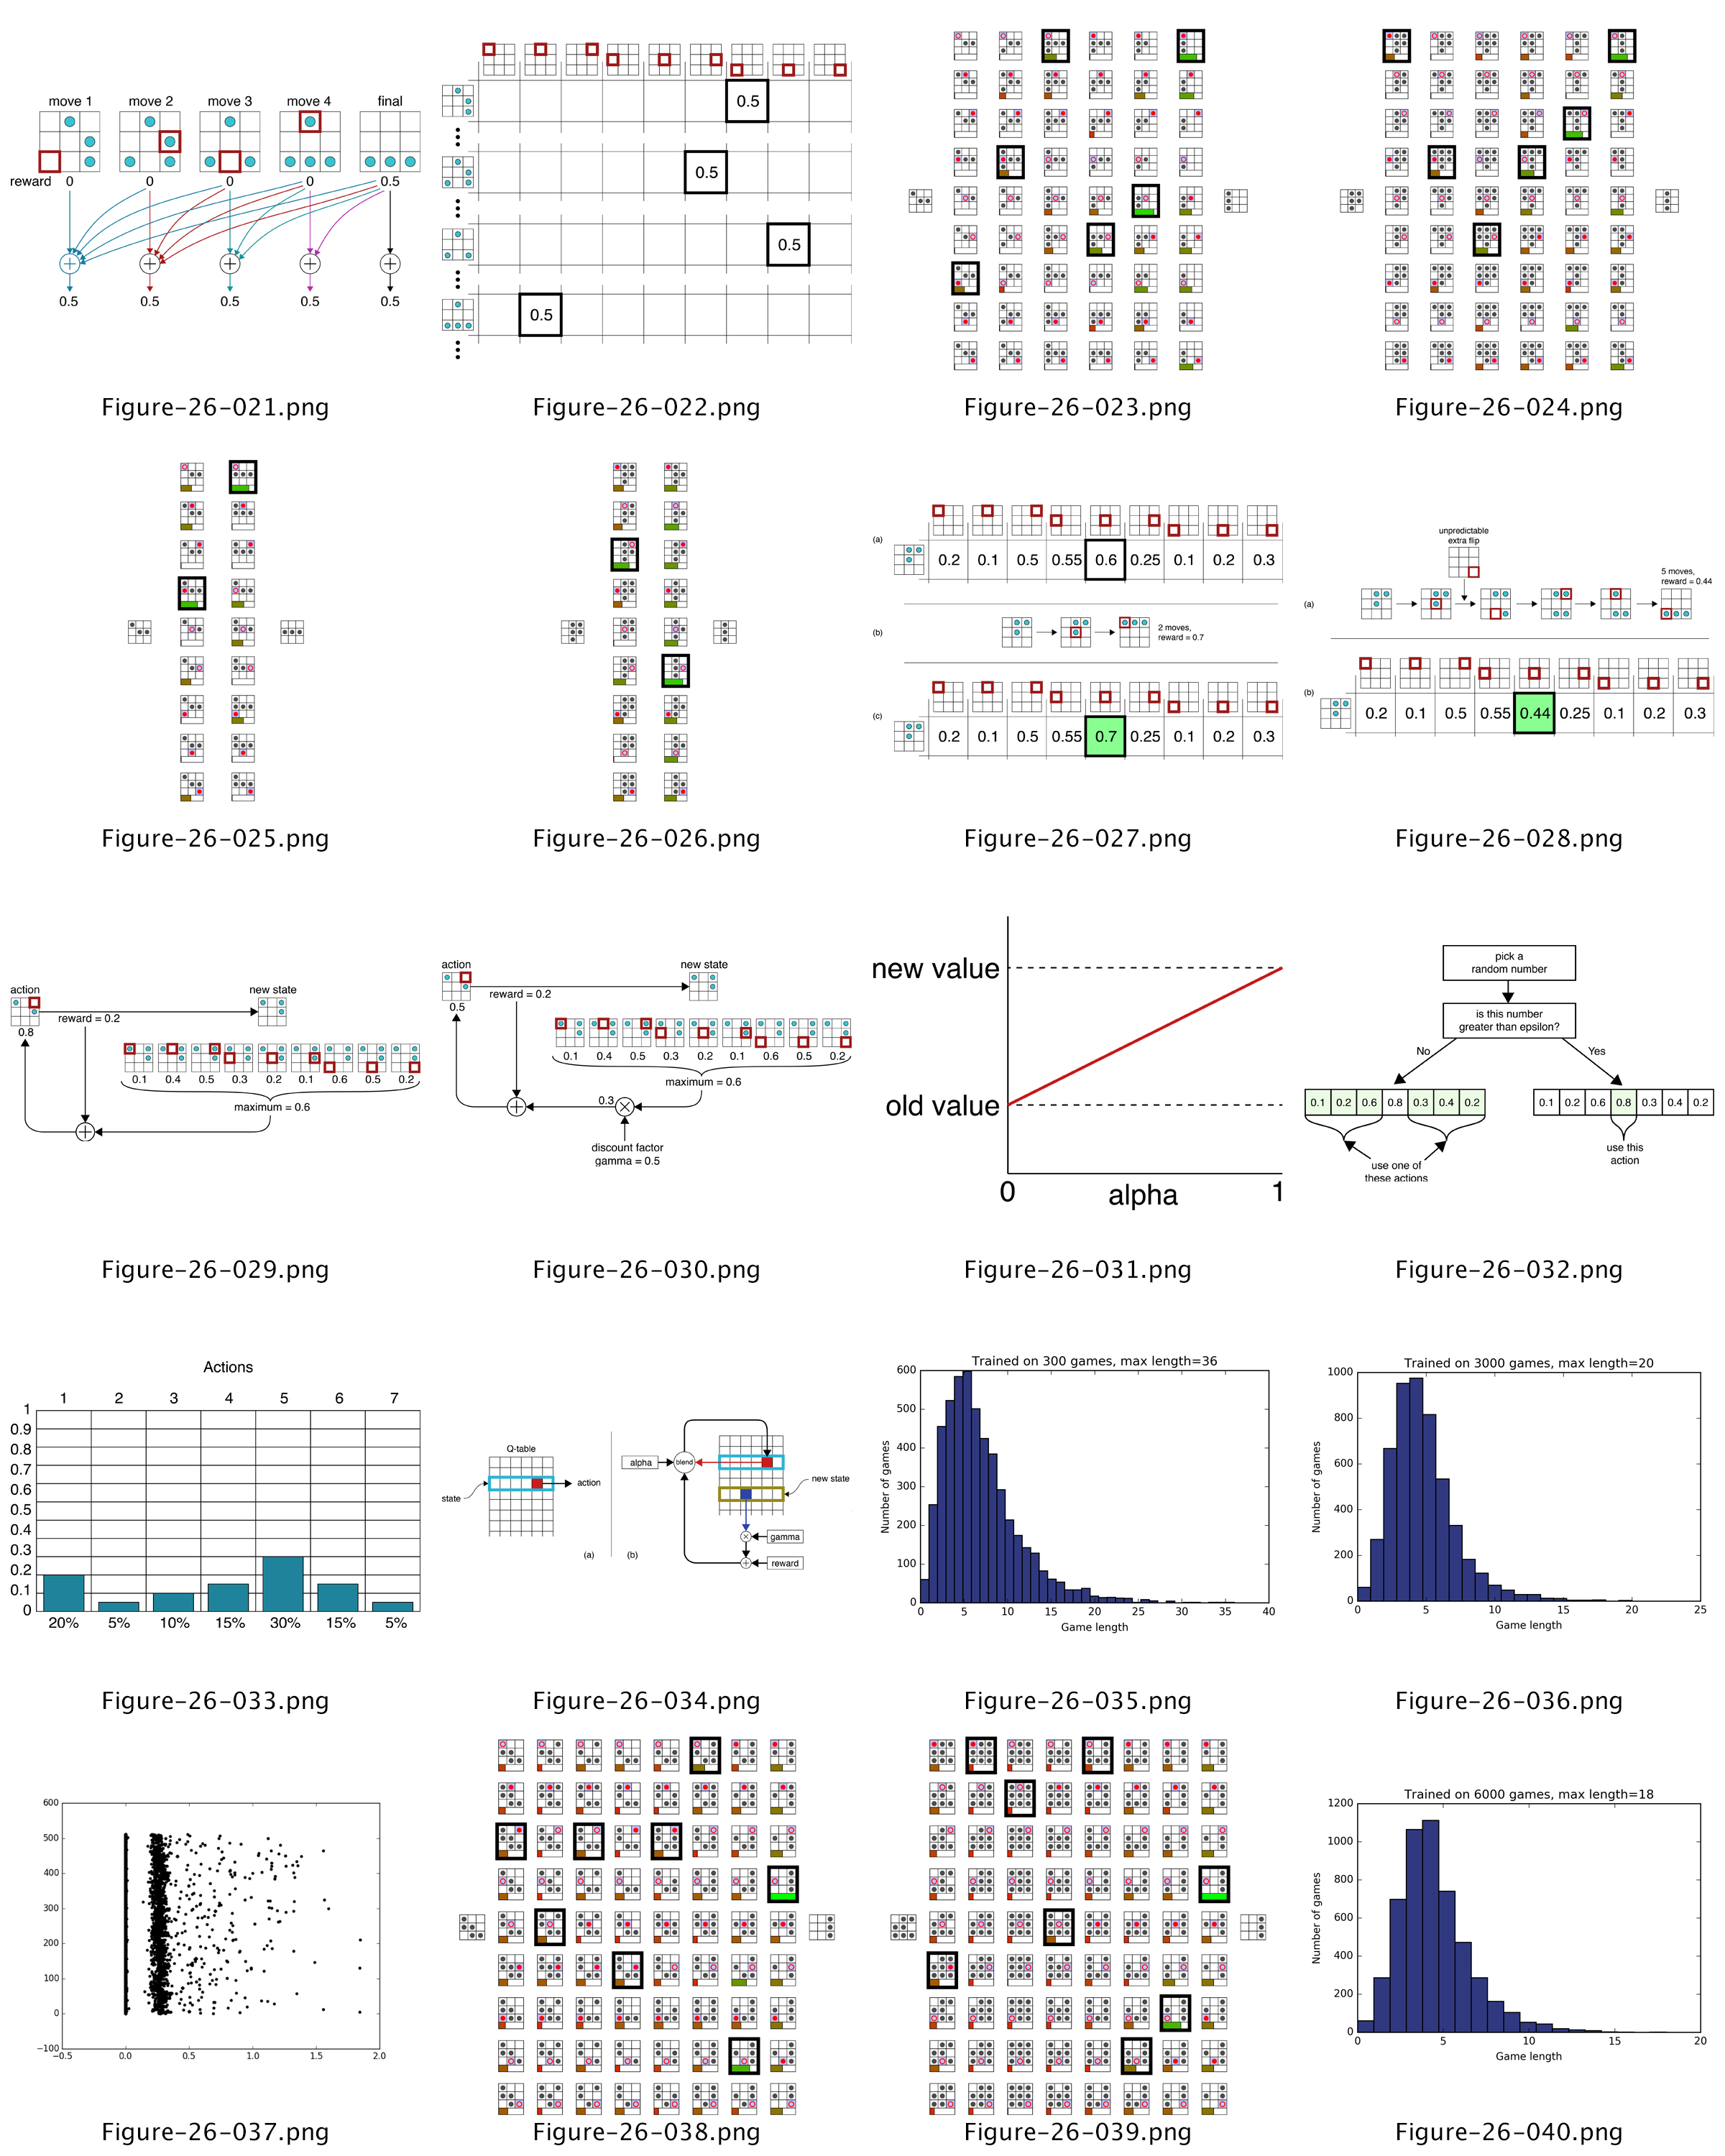 move 1 move 2 move 3 move 4 final
reward 0 0 0 0 0.5
0.5 0.5 0.5 0.5 0.5
0.5
0.5
0.5
0.5
Figure-26-021.png Figure-26-022.png Figure-26-023.png Figure-26-024.png
(a)
0.2 0.1 0.5 0.55 0.6 0.25 0.1 0.2 0.3
(b)
2 moves,
reward = 0.7
(c)
0.2 0.1 0.5 0.55 0.7 0.25 0.1 0.2 0.3
unpredictable
extra flip
5 moves,
reward = 0.44
(a)
(b)
0.2 0.1 0.5 0.55 0.44 0.25 0.1 0.2 0.3
Figure-26-025.png Figure-26-026.png Figure-26-027.png Figure-26-028.png
action new state
reward = 0.2
0.8
0.1 0.4 0.5 0.3 0.2 0.1 0.6 0.5 0.2
maximum = 0.6
action new state
reward = 0.2
0.5
0.1 0.4 0.5 0.3 0.2 0.1 0.6 0.5 0.2
maximum = 0.6
0.3
discount factor
gamma = 0.5
new value
old value
0 alpha 1
pick a
random number
is this number
greater than epsilon?
No Yes
0.1 0.2 0.6 0.8 0.3 0.4 0.2
0.1 0.2 0.6 0.8 0.3 0.4 0.2
use one of
these actions
use this
action
Figure-26-029.png Figure-26-030.png Figure-26-031.png Figure-26-032.png
Actions
1 2 3 4 5 6 7
1
0.9
0.8
0.7
0.6
0.5
0.4
0.3
0.2
0.1
0
20% 5% 10% 15% 30% 15% 5%
Q-table
action
state
(a) (b)
alpha
blend
new state
gamma
reward
Trained on 300 games, max length=36
600
500
400
300
200
100
0
Number of games
0 5 10 15 20 25 30 35 40
Game length
Trained on 3000 games, max length=20
1000
800
600
400
200
0
Number of games
0 5 10 15 20 25
Game length
Figure-26-033.png Figure-26-034.png Figure-26-035.png Figure-26-036.png
600
500
400
300
200
100
0
−100
−0.5 0.0 0.5 1.0 1.5 2.0
Trained on 6000 games, max length=18
1200
1000
800
600
400
200
0
Number of games
0 5 10 15 20
Game length
Figure-26-037.png Figure-26-038.png Figure-26-039.png Figure-26-040.png